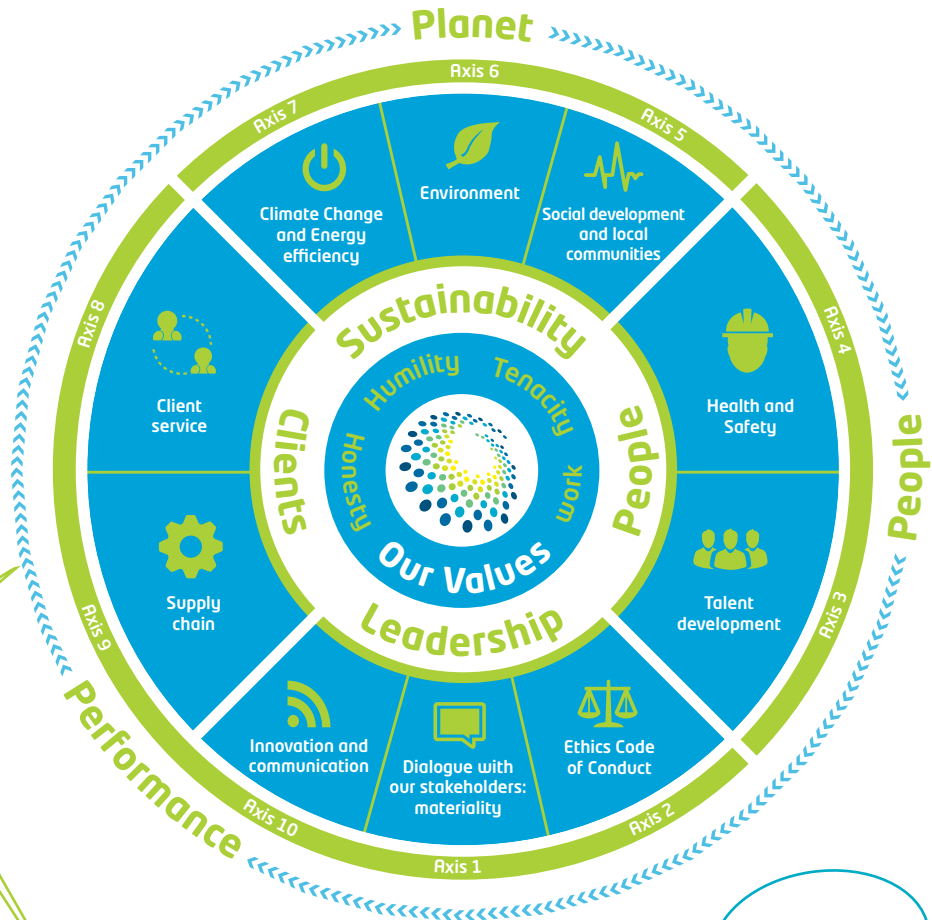 Planet
Axis 6
Axis 7
Axis 5
Environment
Climate Change
and Energy
efficiency
Social development
and local
communities
Axis 8
Axis 4
Sustainability
Humility
Tenacity
Client
service
Health and
Safety
Clients
People
People
Honesty
work
Our Values
Supply
chain
Talent
development
Axis 9
Axis 3
Leadership
Performance
Innovation and
communication
Dialogue with
our stakeholders:
materiality
Ethics Code
of Conduct
Axis 10
Axis 2
Axis 1